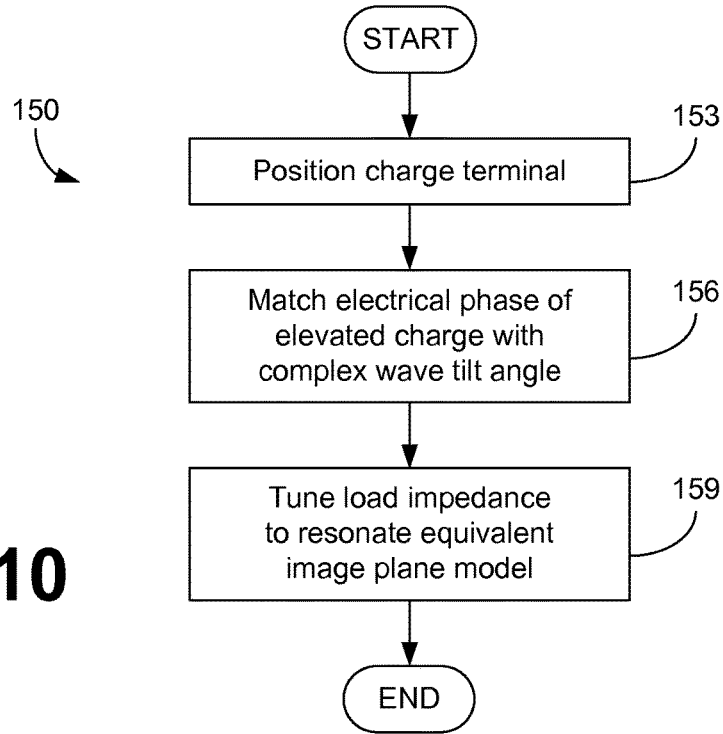 START
150
153
Position charge terminal
156
Match electrical phase of
elevated charge with
complex wave tilt angle
159
Tune load impedance
to resonate equivalent
image plane model
10
END